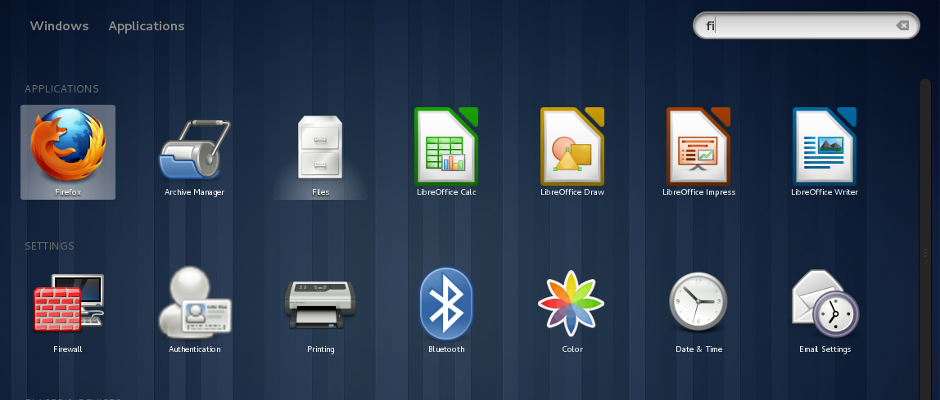 Windows Applications fi
APPLICATIONS
Firefox Archive Manager Files LibreOffice Calc LibreOffice Draw LibreOffice Impress LibreOffice Writer
SETTINGS
Firewall Authentication Printing Bluetooth Color Date & Time Email Settings